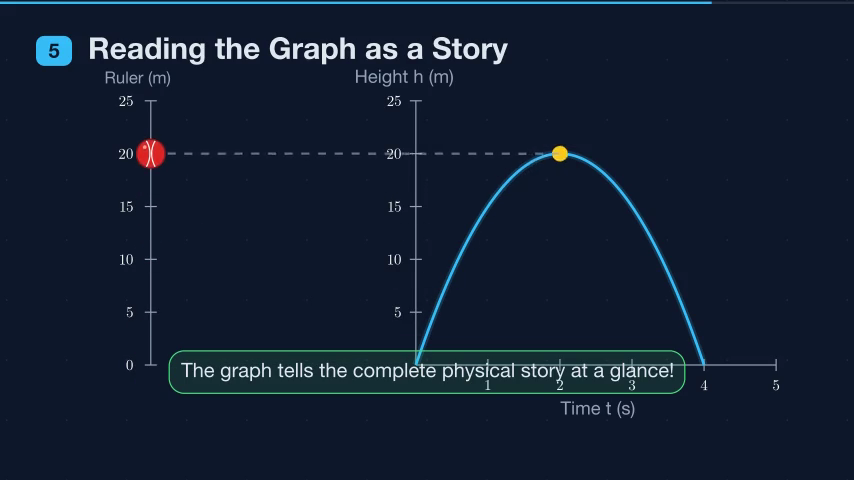 5 Reading the Graph as a Story
Ruler (m) Height h (m)
25 25
20 20
15 15
10 10
5 5
0
The graph tells the complete physical story at a glance!
1 2 3 4 5
Time t (s)